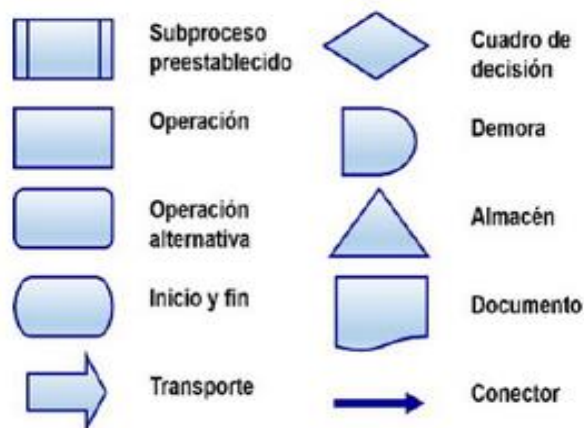 Subproceso
preestablecido
Cuadro de
decisión
Operación
Demora
Operación
alternativa
Almacén
Inicio y fin
Documento
Transporte
Conector